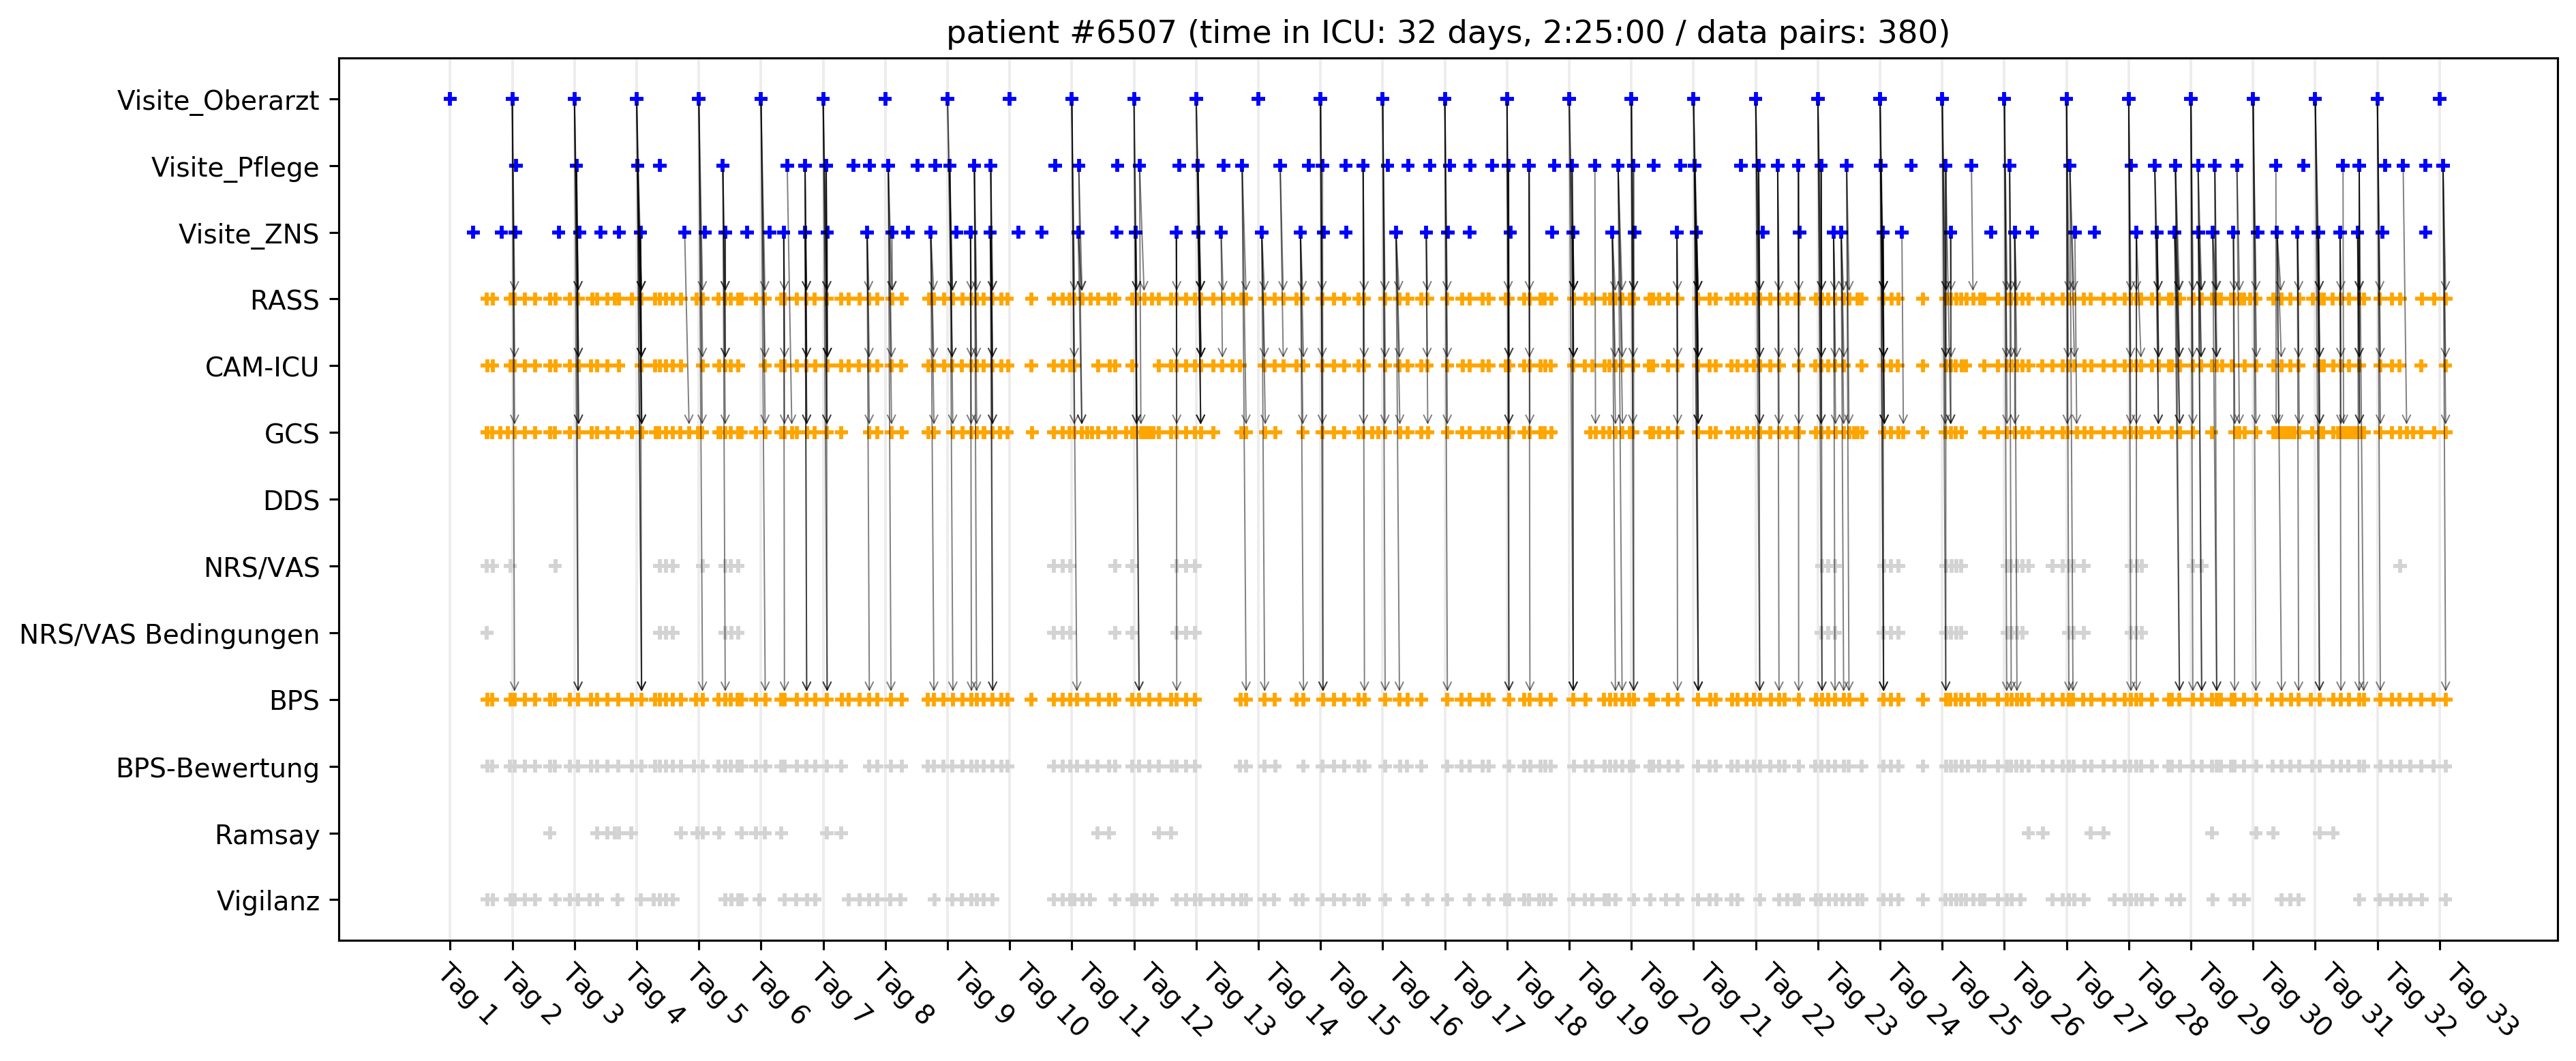 patient #6507 (time in ICU: 32 days, 2:25:00 / data pairs: 380)
Visite_Oberarzt
Visite_Pflege
Visite_ZNS
RASS
CAM-ICU
GCS
DDS
NRS/VAS
NRS/VAS Bedingungen
BPS
BPS-Bewertung
Ramsay
Vigilanz
Tag 1
Tag 2
Tag 3
Tag 4
Tag 5
Tag 6
Tag 7
Tag 8
Tag 9
Tag 10
Tag 11
Tag 12
Tag 13
Tag 14
Tag 15
Tag 16
Tag 17
Tag 18
Tag 19
Tag 20
Tag 21
Tag 22
Tag 23
Tag 24
Tag 25
Tag 26
Tag 27
Tag 28
Tag 29
Tag 30
Tag 31
Tag 32
Tag 33